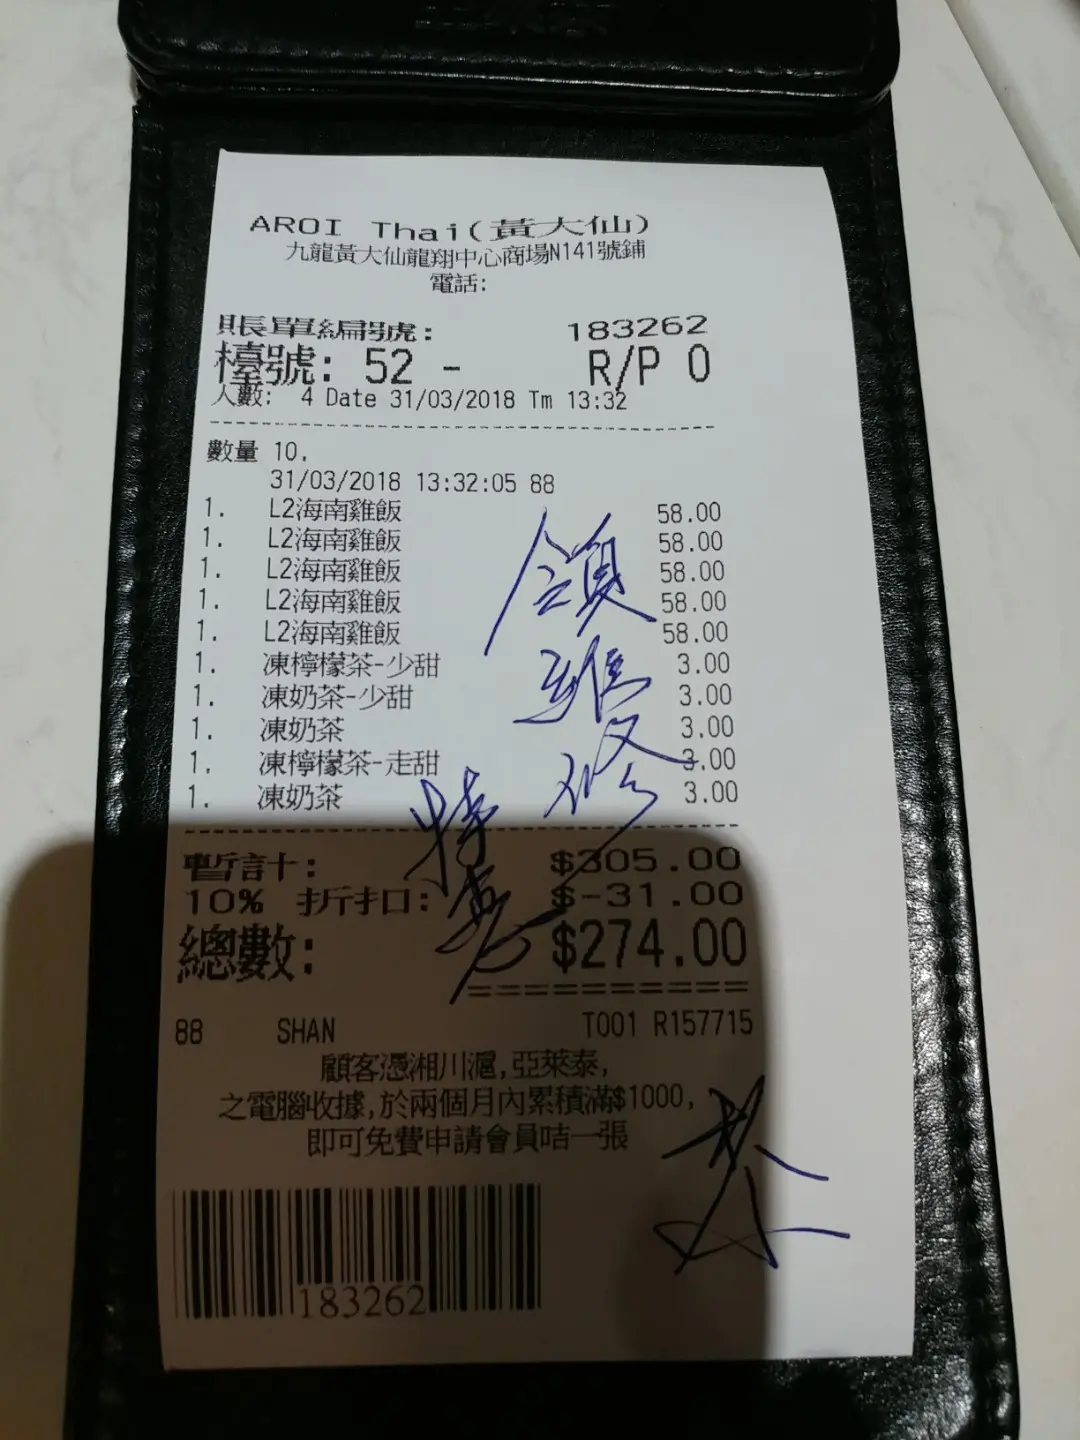 AROI Thai(黃大仙)
九龍黃大仙龍翔中心商場N141號鋪
電話:
賬單編號: 183262
檯號: 52 - R/P 0
人數: 4 Date 31/03/2018 Tm 13:32
數量 10.
31/03/2018 13:32:05 88
1. L2海南雞飯 58.00
1. L2海南雞飯 58.00
1. L2海南雞飯 58.00
1. L2海南雞飯 58.00
1. L2海南雞飯 58.00
1. 凍檸檬茶-少甜 3.00
1. 凍奶茶-少甜 3.00
1. 凍奶茶 3.00
1. 凍檸檬茶-走甜 3.00
1. 凍奶茶 3.00
暫計: $305.00
10% 折扣: $-31.00
總數: $274.00
88 SHAN T001 R157715
顧客憑湘川滬,亞萊泰,
之電腦收據,於兩個月內累積滿$1000,
即可免費申請會員咭一張
183262